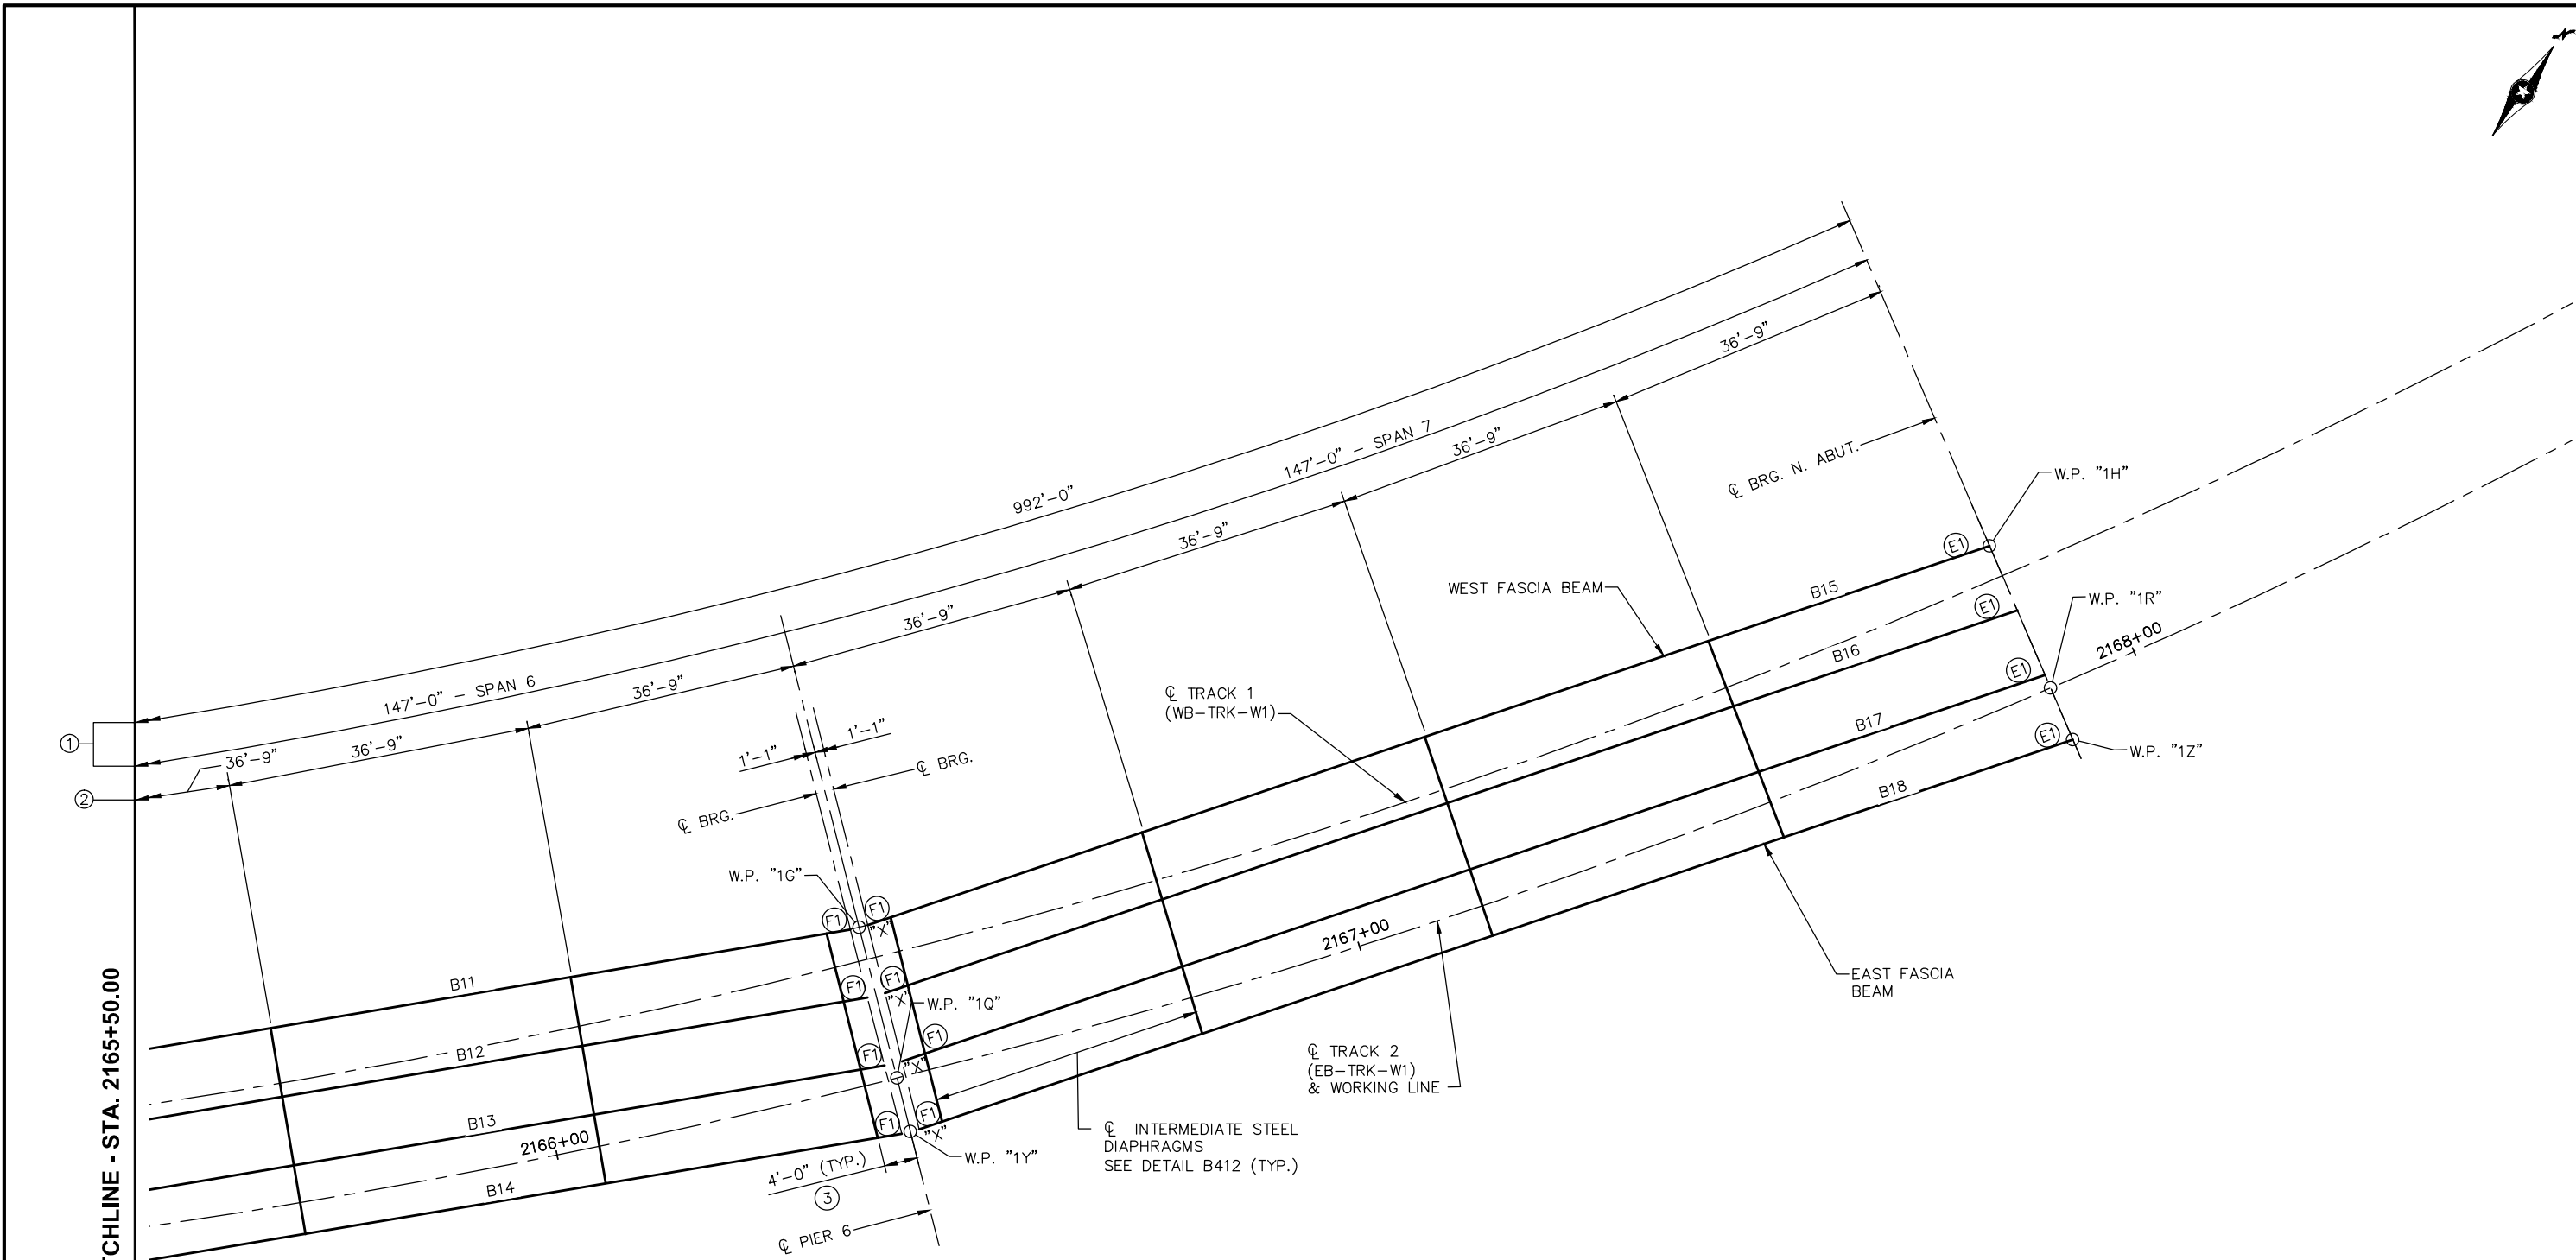 N
992'-0"
147'-0" - SPAN 7
147'-0" - SPAN 6
36'-9"
36'-9"
36'-9"
36'-9"
36'-9"
36'-9"
36'-9"
1
2
1'-1"
1'-1"
℄ BRG.
℄ BRG.
℄ BRG. N. ABUT.
W.P. "1H"
W.P. "1R"
2168+00
W.P. "1Z"
E1
E1
E1
E1
B15
B16
B17
B18
WEST FASCIA BEAM
℄ TRACK 1
(WB-TRK-W1)
W.P. "1G"
F1
F1
"X"
F1
F1
"X"
W.P. "1Q"
F1
F1
"X"
F1
F1
"X"
W.P. "1Y"
2167+00
EAST FASCIA
BEAM
℄ TRACK 2
(EB-TRK-W1)
& WORKING LINE
℄ INTERMEDIATE STEEL
DIAPHRAGMS
SEE DETAIL B412 (TYP.)
B11
B12
B13
2166+00
B14
4'-0" (TYP.)
3
℄ PIER 6
TCHLINE - STA. 2165+50.00